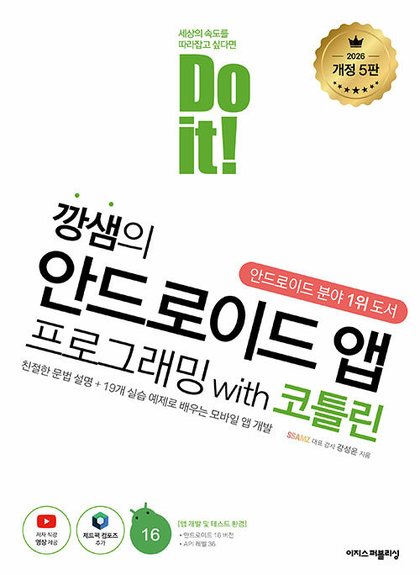 세상의 속도를
따라잡고 싶다면
Do
it!
2026
개정 5판
깡샘의
안드로이드 분야 1위 도서
안드로이드 앱
프로그래밍 with 코틀린
친절한 문법 설명 + 19개 실습 예제로 배우는 모바일 앱 개발
SSAMZ 대표 강사 강성윤 지음
저자 직강
영상 제공
제트팩 컴포즈
추가
16
[앱 개발 및 테스트 환경]
• 안드로이드 16 버전
• API 레벨 36
이지스 퍼블리싱